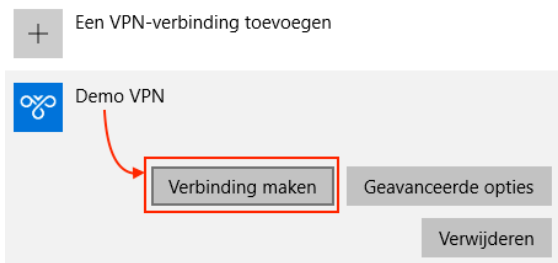 Een VPN-verbinding toevoegen
Demo VPN
Verbinding maken
Geavanceerde opties
Verwijderen